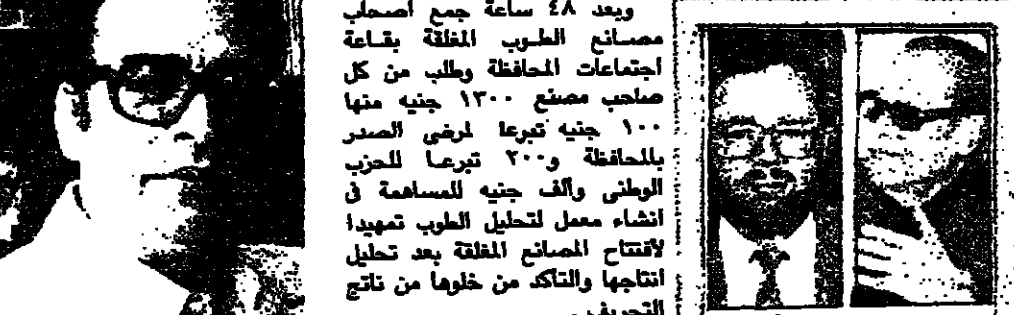 وبعد ٤٨ ساعة جمع أصحاب
مصانع الطوب المغلقة بقاعة
اجتماعات المحافظة وطلب من كل
صاحب مصنع ١٣٠٠ جنيه منها
١٠٠ جنيه تبرعا لمرضى الصدر
بالمحافظة و٢٠٠ تبرعا للحزب
الوطنى وألف جنيه للمساهمة فى
انشاء معمل لتحليل الطوب تمهيدا
لأفتتاح المصانع المغلقة بعد تحليل
انتاجها والتأكد من خلوها من ناتج
التجريف .